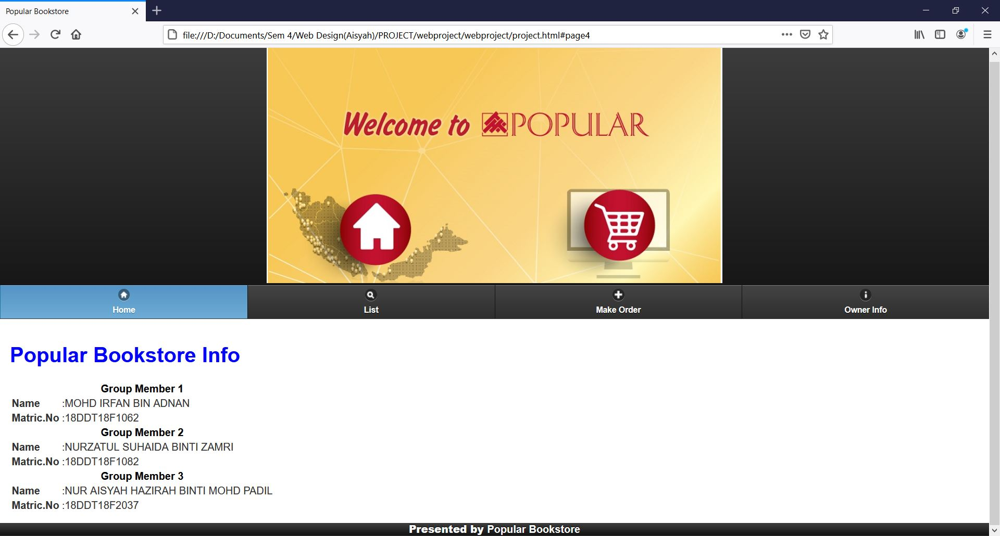 Popular Bookstore
file:///D:/Documents/Sem 4/Web Design(Aisyah)/PROJECT/webproject/webproject/project.html#page4
Welcome to POPULAR
Home
List
Make Order
Owner Info
Popular Bookstore Info
Group Member 1
Name :MOHD IRFAN BIN ADNAN
Matric.No :18DDT18F1062
Group Member 2
Name :NURZATUL SUHAIDA BINTI ZAMRI
Matric.No :18DDT18F1082
Group Member 3
Name :NUR AISYAH HAZIRAH BINTI MOHD PADIL
Matric.No :18DDT18F2037
Presented by Popular Bookstore